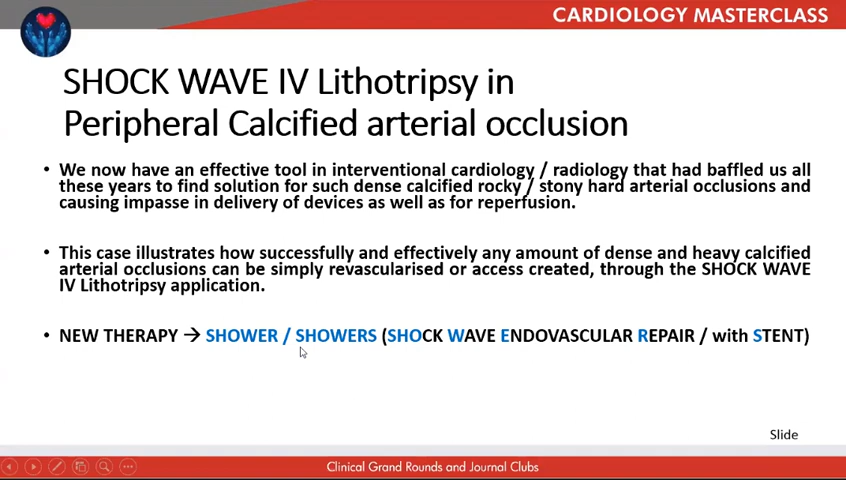 CARDIOLOGY MASTERCLASS
SHOCK WAVE IV Lithotripsy in
Peripheral Calcified arterial occlusion
• We now have an effective tool in interventional cardiology / radiology that had baffled us all
these years to find solution for such dense calcified rocky / stony hard arterial occlusions and
causing impasse in delivery of devices as well as for reperfusion.
• This case illustrates how successfully and effectively any amount of dense and heavy calcified
arterial occlusions can be simply revascularised or access created, through the SHOCK WAVE
IV Lithotripsy application.
• NEW THERAPY → SHOWER / SHOWERS (SHOCK WAVE ENDOVASCULAR REPAIR / with STENT)
Slide
Clinical Grand Rounds and Journal Clubs